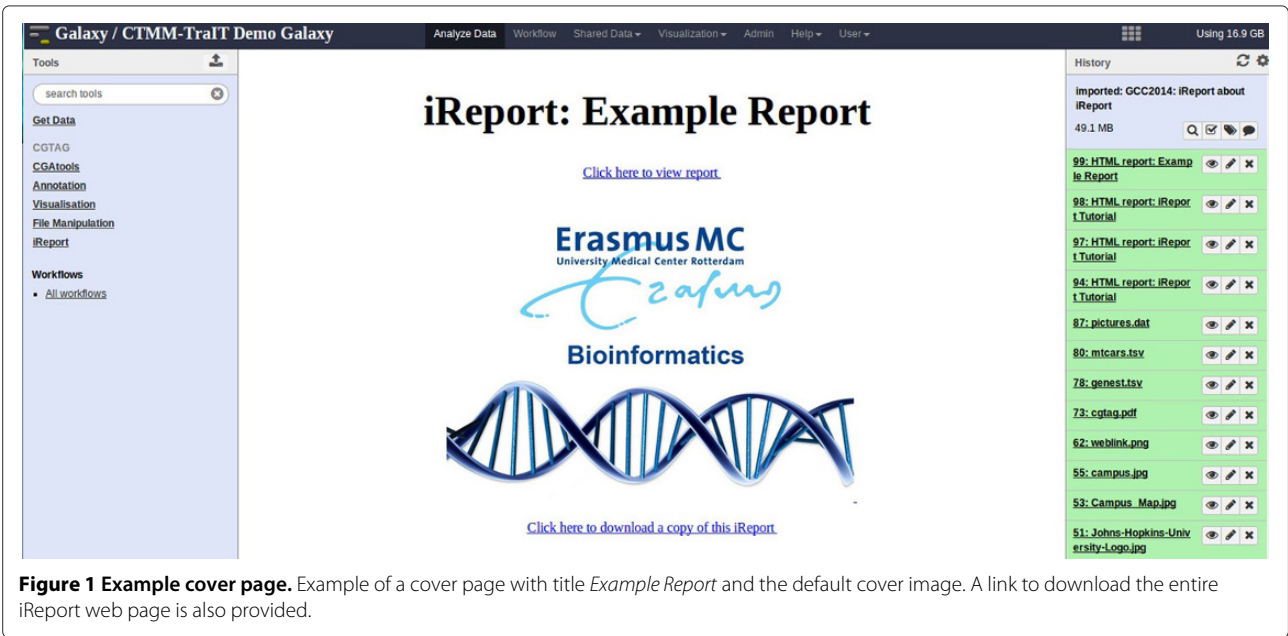 Galaxy / CTMM-TraIT Demo Galaxy
Analyze Data Workflow Shared Data Visualization Admin Help User
Using 16.9 GB
Tools
search tools
Get Data
CGTAG
CGAtools
Annotation
Visualisation
File Manipulation
iReport
Workflows
All workflows
iReport: Example Report
Click here to view report
Erasmus MC
University Medical Center Rotterdam
Erasmus
Bioinformatics
Click here to download a copy of this iReport
History
imported: GCC2014: iReport about
iReport
49.1 MB
99: HTML report: Examp
le Report
98: HTML report: iRepor
t Tutorial
97: HTML report: iRepor
t Tutorial
94: HTML report: iRepor
t Tutorial
87: pictures.dat
80: mtcars.tsv
78: genest.tsv
73: cgtag.pdf
62: weblink.png
55: campus.jpg
53: Campus_Map.jpg
51: Johns-Hopkins-Univ
ersity-Logo.jpg
Figure 1 Example cover page. Example of a cover page with title Example Report and the default cover image. A link to download the entire
iReport web page is also provided.